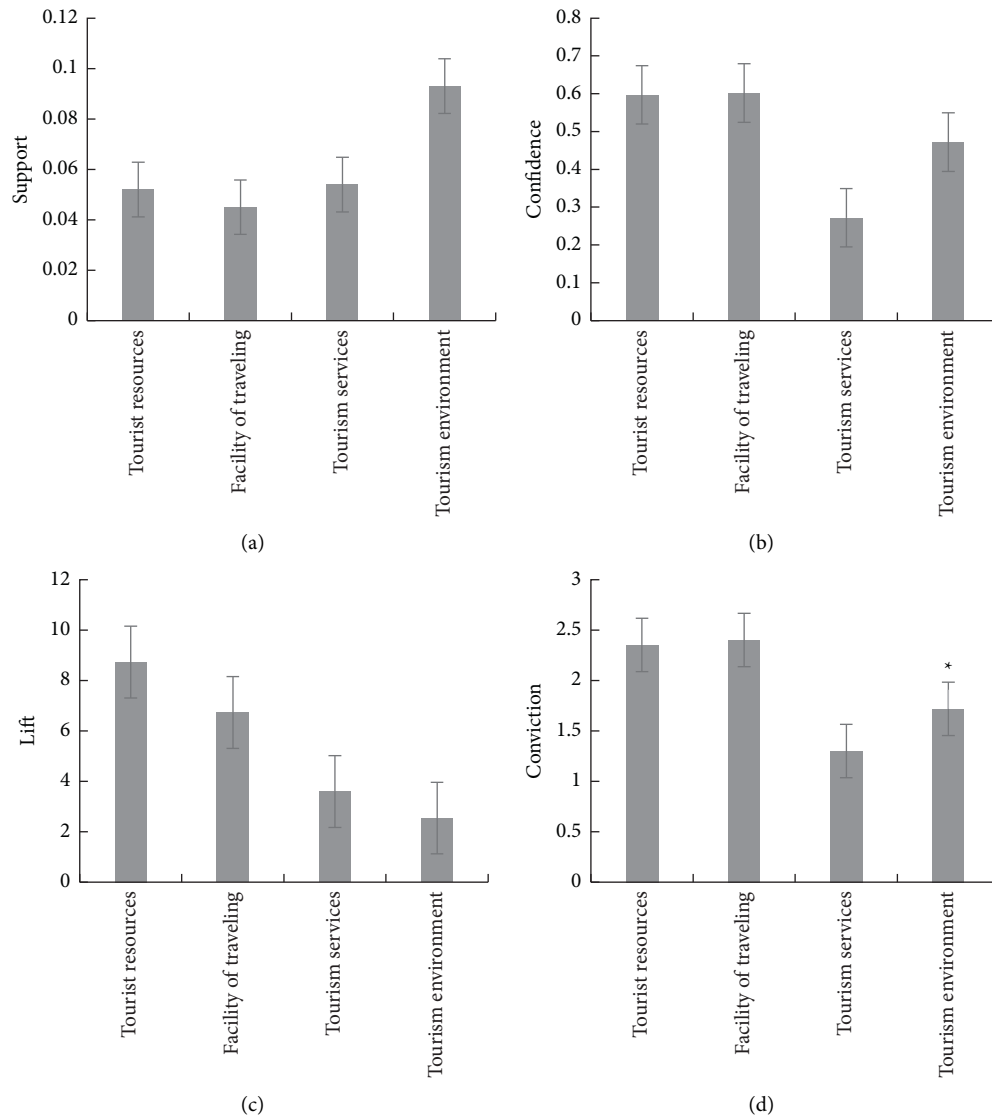 0.12
0.1
0.08
0.06
0.04
0.02
0
Support
Tourist resources
Facility of traveling
Tourism services
Tourism environment
(a)
0.8
0.7
0.6
0.5
0.4
0.3
0.2
0.1
0
Confidence
Tourist resources
Facility of traveling
Tourism services
Tourism environment
(b)
12
10
8
6
4
2
0
Lift
Tourist resources
Facility of traveling
Tourism services
Tourism environment
(c)
3
2.5
2
1.5
1
0.5
0
Conviction
*
Tourist resources
Facility of traveling
Tourism services
Tourism environment
(d)